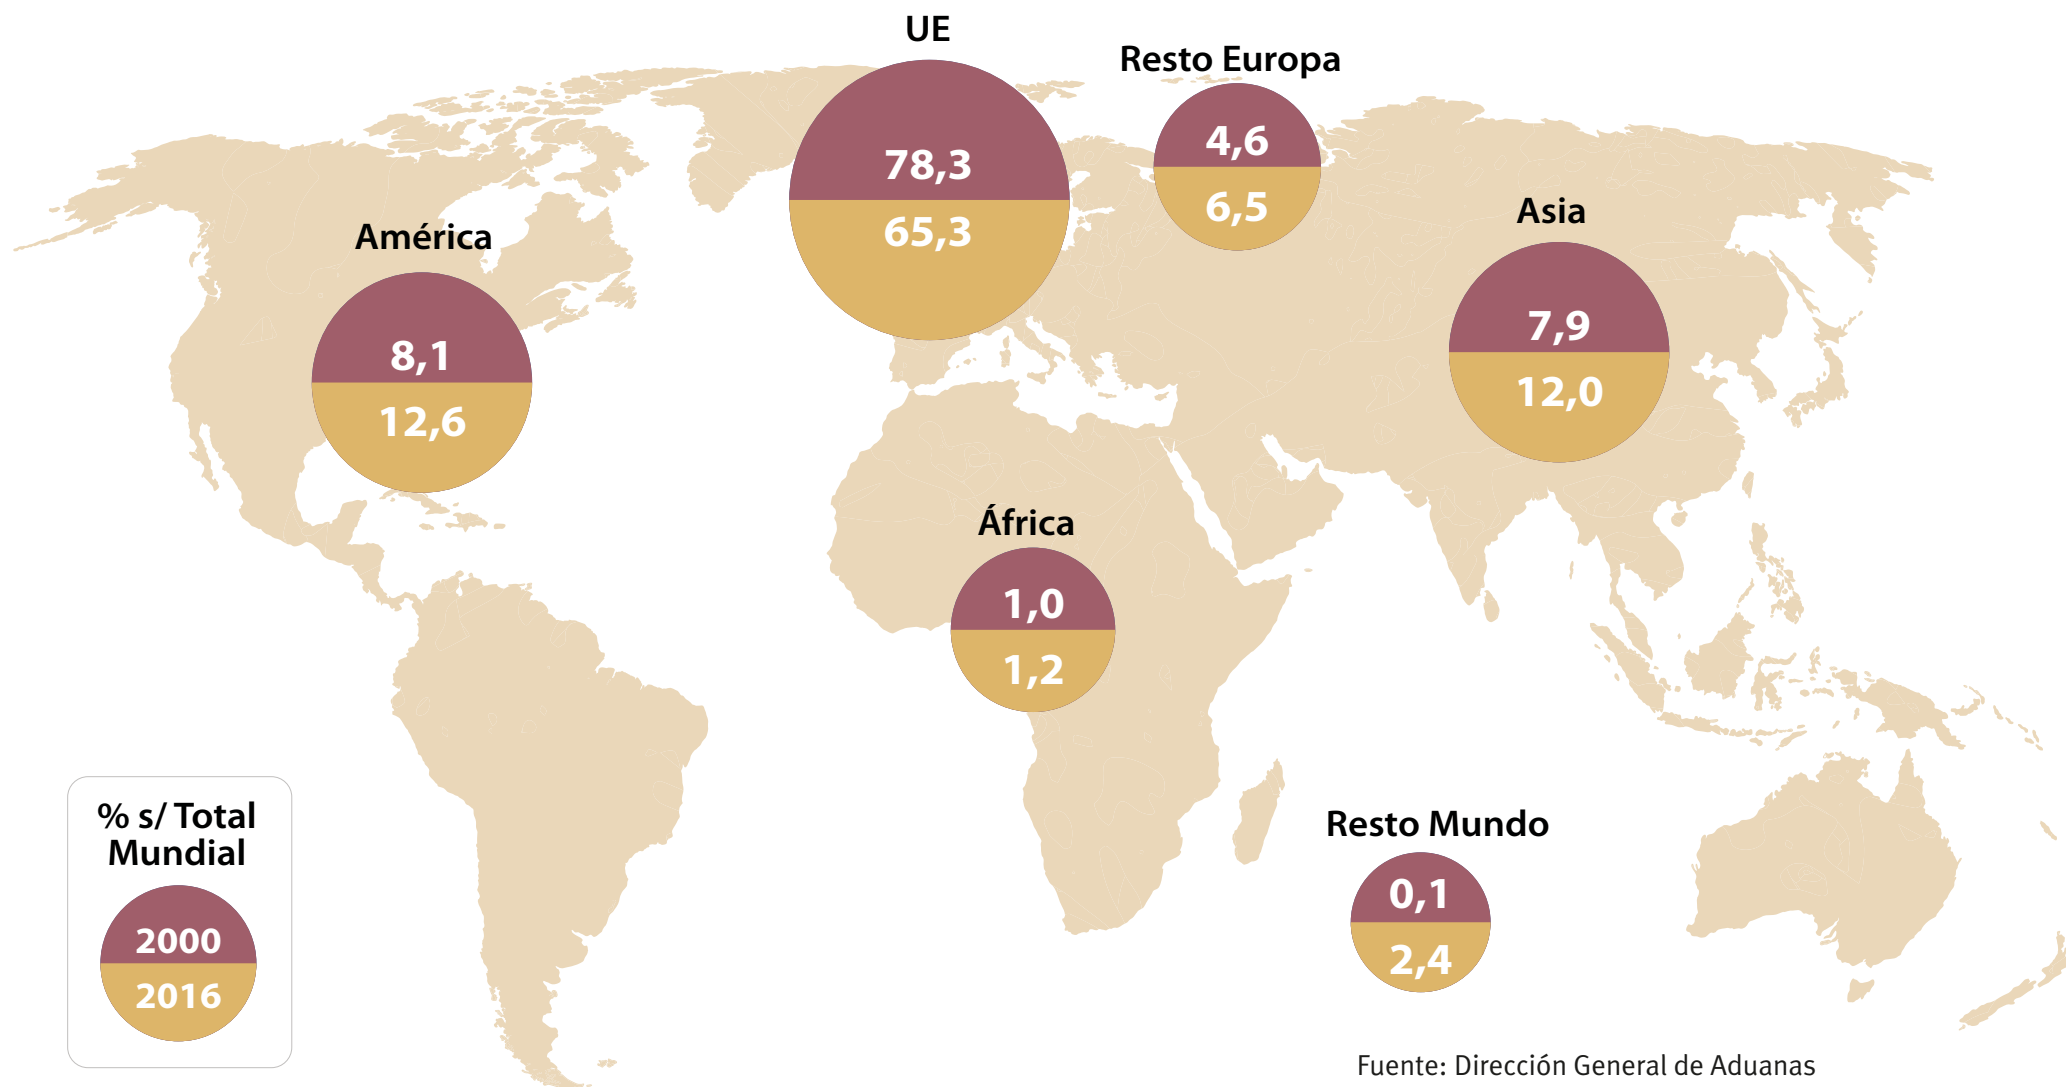 UE
78,3
65,3
Resto Europa
4,6
6,5
América
8,1
12,6
Asia
7,9
12,0
África
1,0
1,2
Resto Mundo
0,1
2,4
% s/ Total
Mundial
2000
2016
Fuente: Dirección General de Aduanas